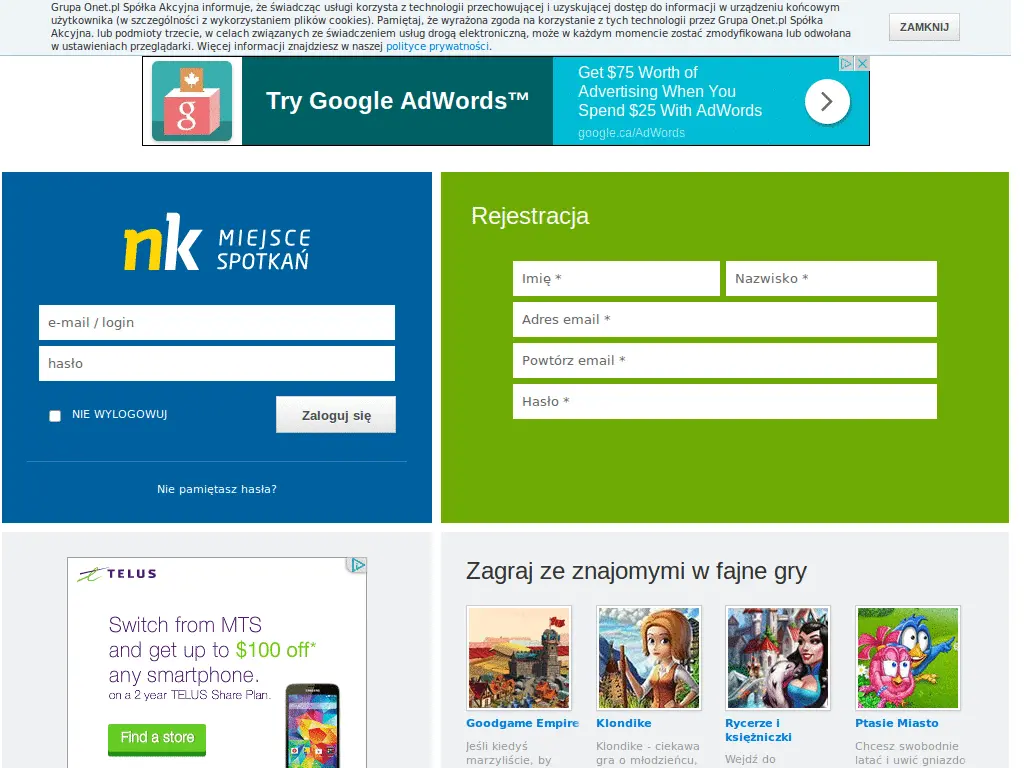 Grupa Onet.pl Spółka Akcyjna informuje, że świadcząc usługi korzysta z technologii przechowującej i uzyskującej dostęp do informacji w urządzeniu końcowym
użytkownika (w szczególności z wykorzystaniem plików cookies). Pamiętaj, że wyrażona zgoda na korzystanie z tych technologii przez Grupa Onet.pl Spółka
Akcyjna. lub podmioty trzecie, w celach związanych ze świadczeniem usług drogą elektroniczną, może w każdym momencie zostać zmodyfikowana lub odwołana
w ustawieniach przeglądarki. Więcej informacji znajdziesz w naszej polityce prywatności.
ZAMKNIJ
g
Try Google AdWords™
Get $75 Worth of
Advertising When You
Spend $25 With AdWords
google.ca/AdWords
nk MIEJSCE
SPOTKAŃ
e-mail / login
hasło
NIE WYLOGOWUJ
Zaloguj się
Nie pamiętasz hasła?
Rejestracja
Imię *
Nazwisko *
Adres email *
Powtórz email *
Hasło *
TELUS
Switch from MTS
and get up to $100 off*
any smartphone.
on a 2 year TELUS Share Plan.
Find a store
Zagraj ze znajomymi w fajne gry
Goodgame Empire
Jeśli kiedyś
marzyliście, by
Klondike
Klondike - ciekawa
gra o młodzieńcu,
Rycerze i
księżniczki
Wejdź do
Ptasie Miasto
Chcesz swobodnie
latać i uwić gniazdo